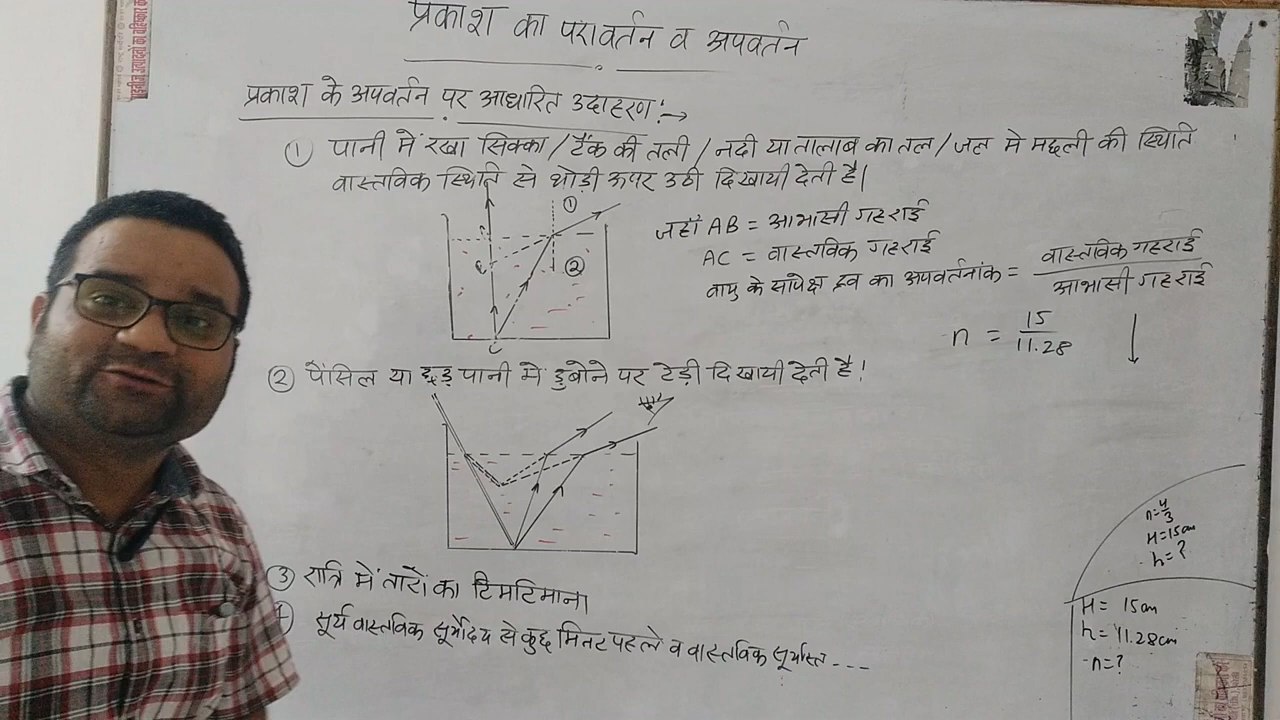 प्रकाश का परावर्तन व अपवर्तन
प्रकाश के अपवर्तन पर आधारित उदाहरण:→
① पानी में रखा सिक्का/टैंक की तली/नदी या तालाब का तल/जल मे मछली की स्थिति
वास्तविक स्थिति से थोडी ऊपर उठी दिखायी देती है|
①
②
C
जहाँ AB = आभासी गहराई
AC = वास्तविक गहराई
वायु के सापेक्ष द्रव का अपवर्तनांक = वास्तविक गहराई / आभासी गहराई
n = 15 / 11.28
② पेंसिल या छड़ पानी में डुबोने पर टेड़ी दिखायी देती है!
③ रात्रि में तारों का टिमटिमाना
सूर्य वास्तविक सूर्योदय से कुछ मिनट पहले व वास्तविक सूर्यास्त ---
n=4/3
H=15cm
h=?
H= 15cm
h= 11.28cm
n=?